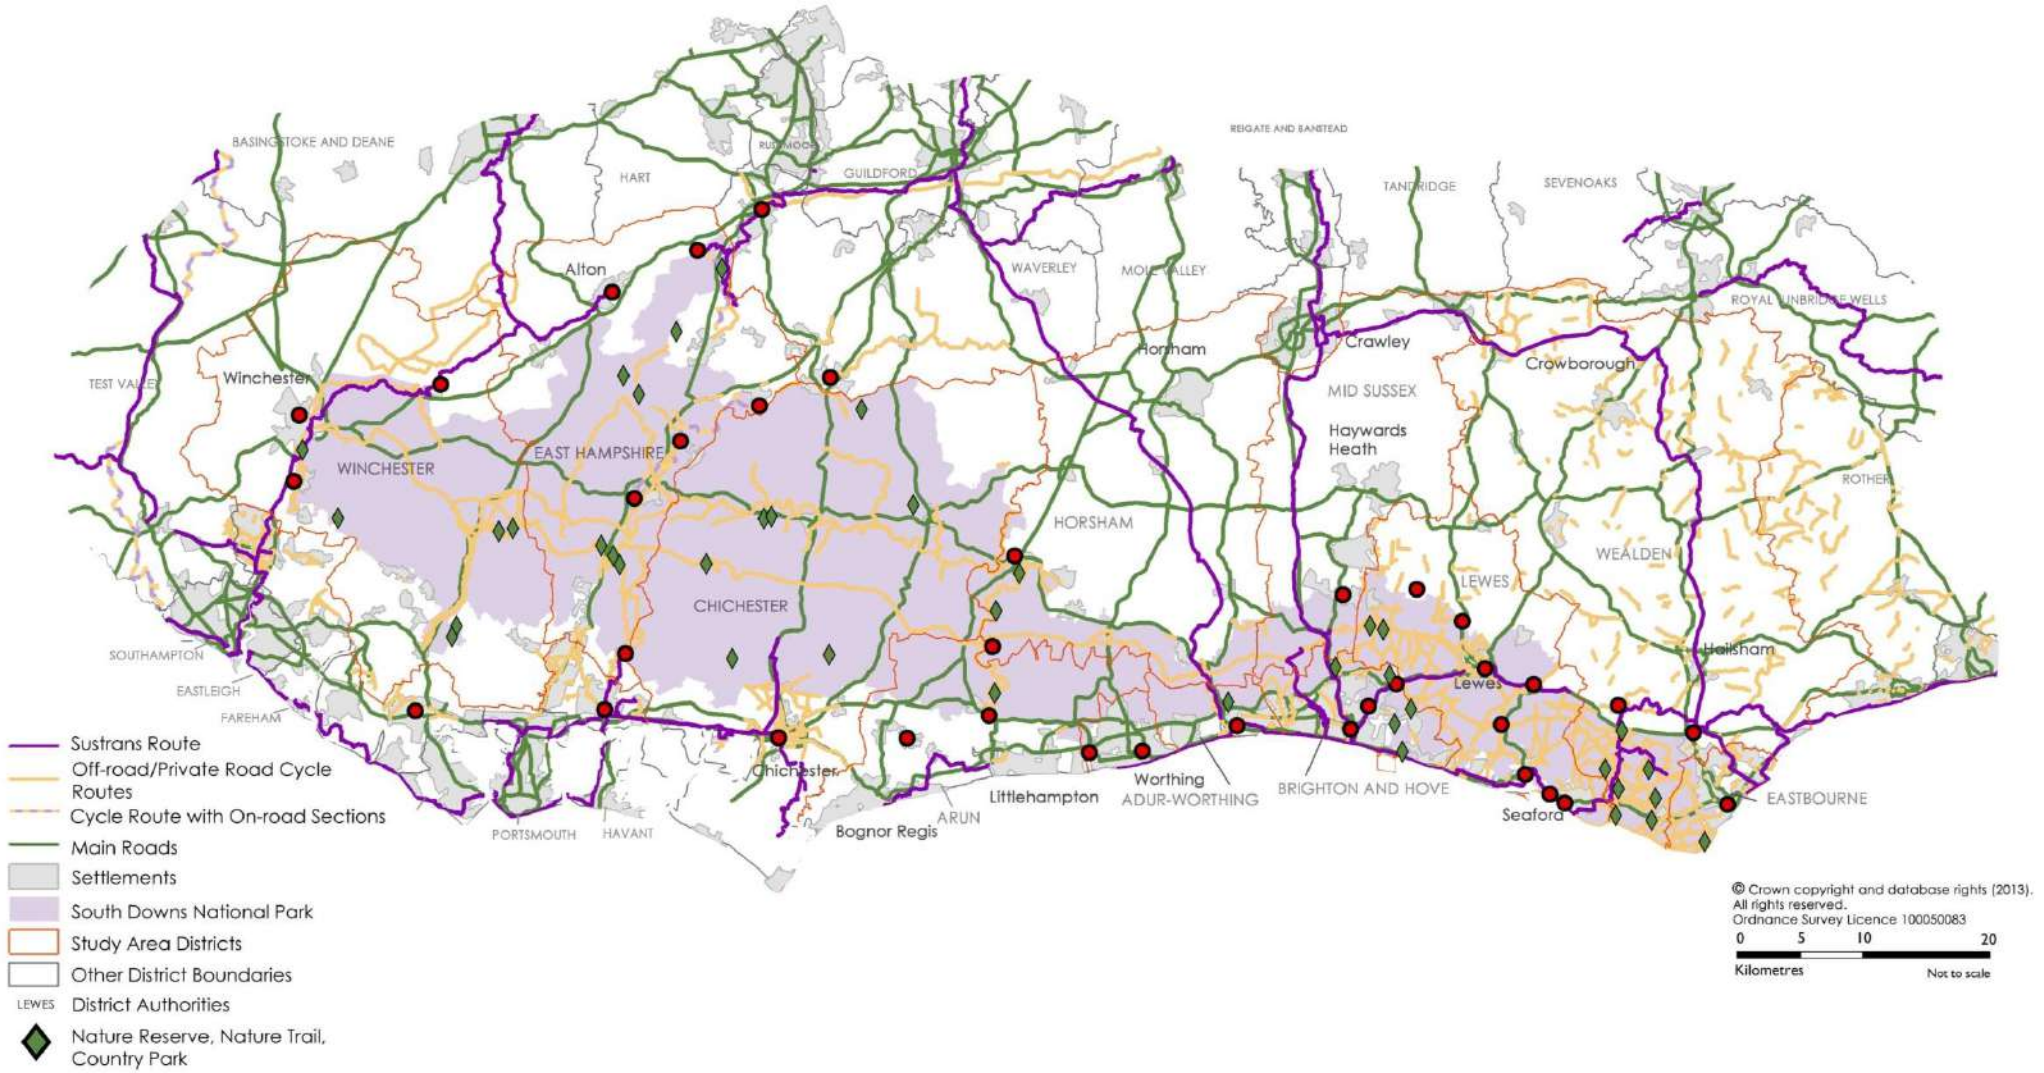 BASINGSTOKE AND DEANE
REIGATE AND BANSTEAD
RUSHMOOR
HART
GUILDFORD
TANDRIDGE
SEVENOAKS
Alton
WAVERLEY
MOLE VALLEY
ROYAL TUNBRIDGE WELLS
Horsham
Crawley
Crowborough
TEST VALLEY
Winchester
MID SUSSEX
Haywards
Heath
WINCHESTER
EAST HAMPSHIRE
ROTHER
HORSHAM
WEALDEN
LEWES
CHICHESTER
Hailsham
SOUTHAMPTON
EASTLEIGH
Lewes
FAREHAM
Chichester
Worthing
Littlehampton
ADUR-WORTHING
BRIGHTON AND HOVE
EASTBOURNE
Seaford
PORTSMOUTH
HAVANT
Bognor Regis
ARUN
Sustrans Route
Off-road/Private Road Cycle
Routes
Cycle Route with On-road Sections
Main Roads
Settlements
South Downs National Park
Study Area Districts
Other District Boundaries
LEWES District Authorities
Nature Reserve, Nature Trail,
Country Park
© Crown copyright and database rights (2013).
All rights reserved.
Ordnance Survey Licence 100050083
0 5 10 20
Kilometres Not to scale